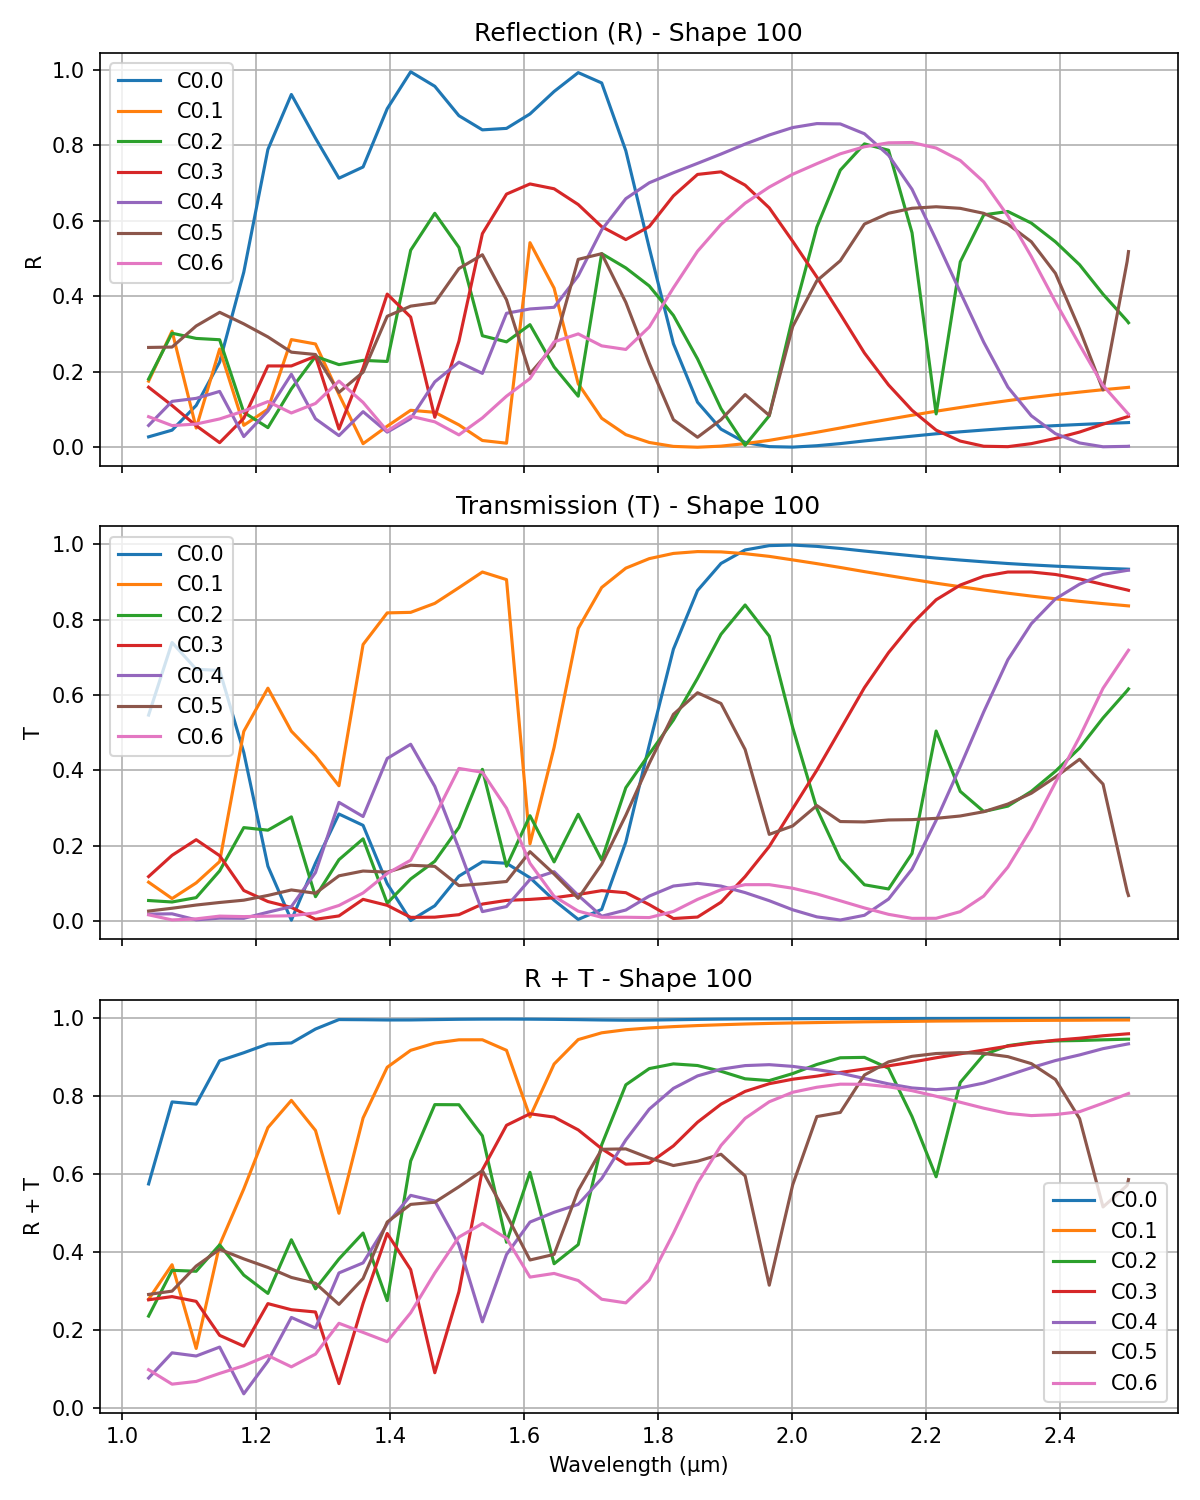 Reflection (R) - Shape 100
1.0
0.8
0.6
0.4
0.2
0.0
R
C0.0
C0.1
C0.2
C0.3
C0.4
C0.5
C0.6
Transmission (T) - Shape 100
1.0
0.8
0.6
0.4
0.2
0.0
T
C0.0
C0.1
C0.2
C0.3
C0.4
C0.5
C0.6
R + T - Shape 100
1.0
0.8
0.6
0.4
0.2
0.0
R + T
C0.0
C0.1
C0.2
C0.3
C0.4
C0.5
C0.6
1.0 1.2 1.4 1.6 1.8 2.0 2.2 2.4
Wavelength (μm)